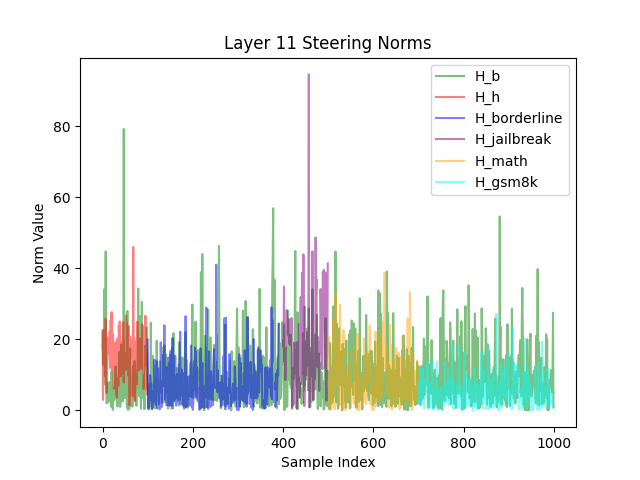 Layer 11 Steering Norms
H_b
H_h
H_borderline
H_jailbreak
H_math
H_gsm8k
Norm Value
80
60
40
20
0
0 200 400 600 800 1000
Sample Index